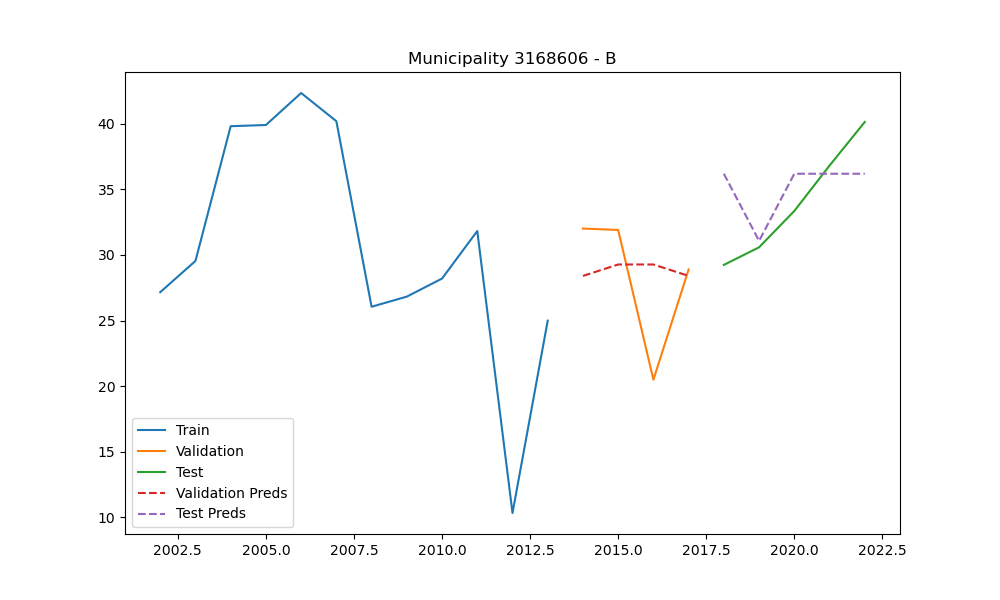 Municipality 3168606 - B
40
35
30
25
20
15
10
Train
Validation
Test
Validation Preds
Test Preds
2002.5 2005.0 2007.5 2010.0 2012.5 2015.0 2017.5 2020.0 2022.5